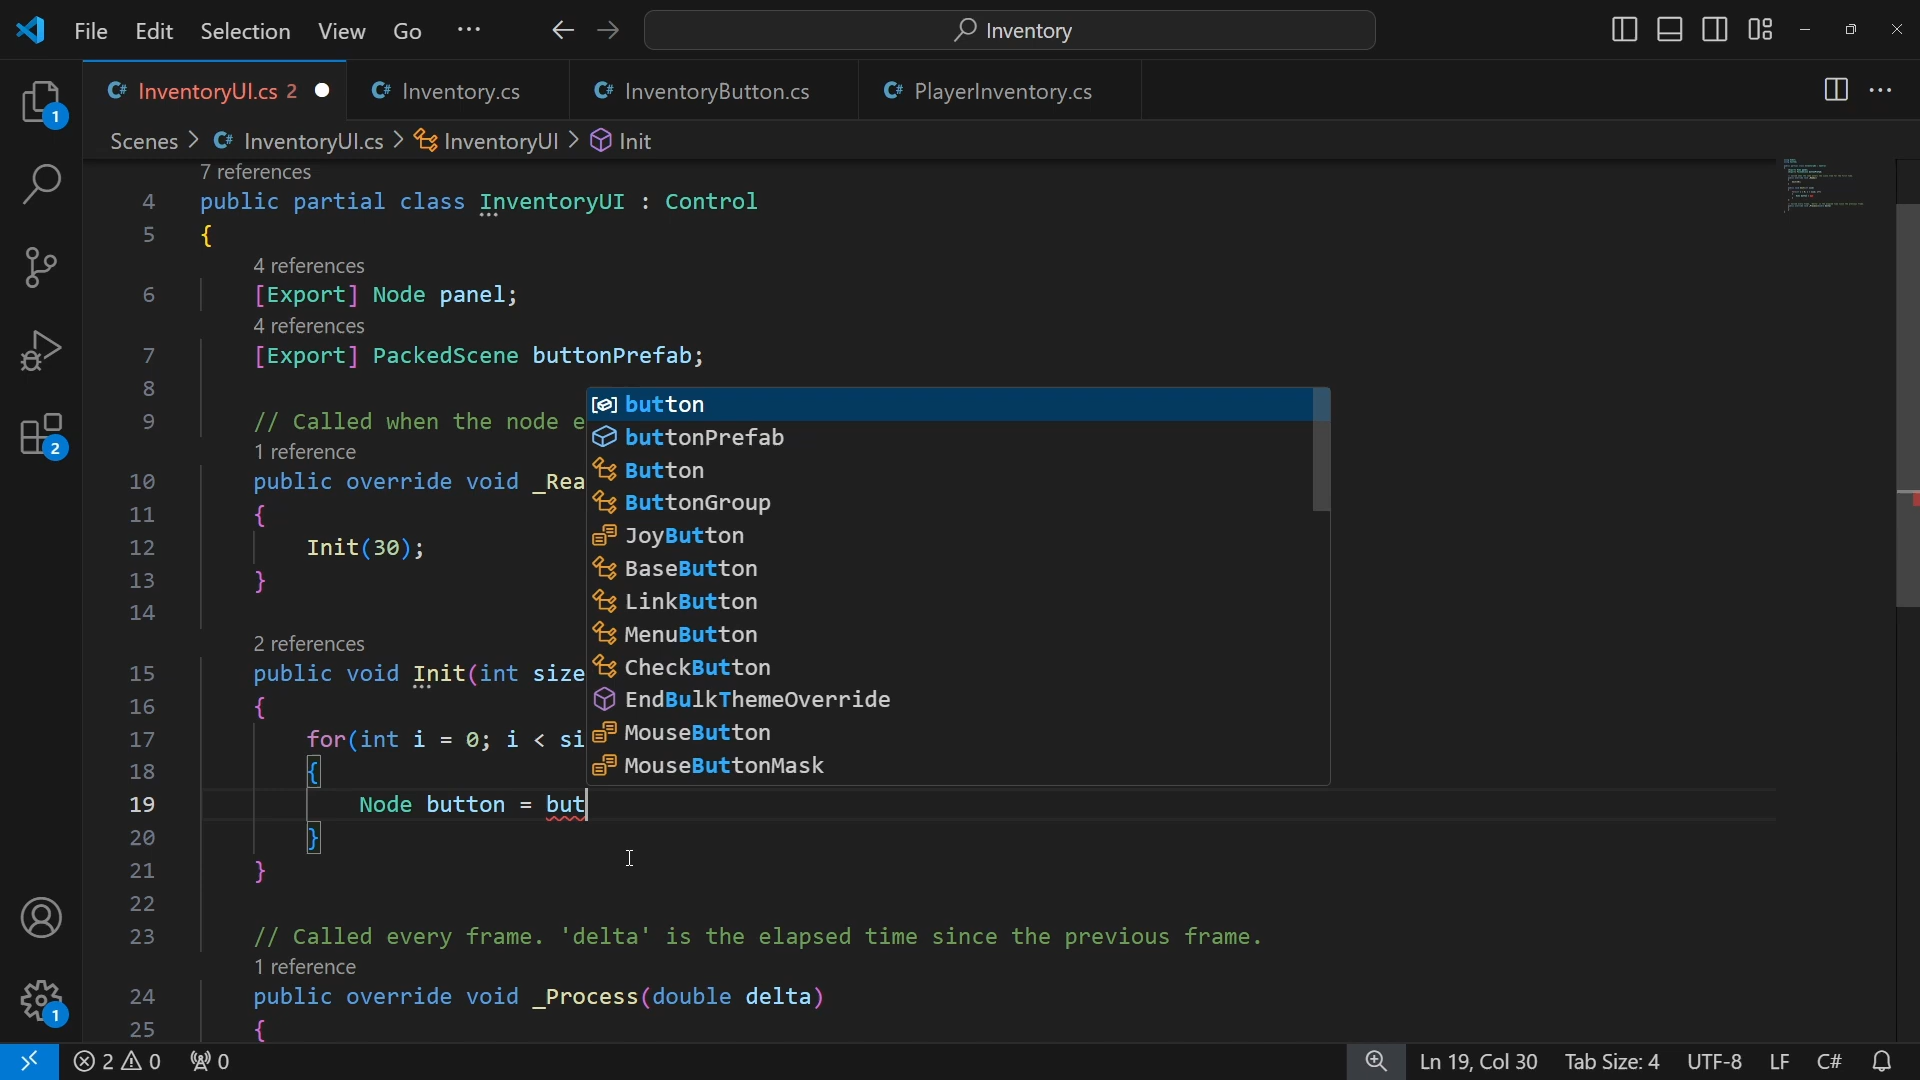 File Edit Selection View Go ··· Inventory
C# InventoryUI.cs 2 C# Inventory.cs C# InventoryButton.cs C# PlayerInventory.cs
Scenes > C# InventoryUI.cs > InventoryUI > Init
7 references
4 public partial class InventoryUI : Control
5 {
4 references
6 [Export] Node panel;
4 references
7 [Export] PackedScene buttonPrefab;
8
9 // Called when the node e
1 reference
10 public override void _Rea
11 {
12 Init(30);
13 }
14
2 references
15 public void Init(int size
16 {
17 for(int i = 0; i < si
18 {
19 Node button = but
20 }
21 }
22
23 // Called every frame. 'delta' is the elapsed time since the previous frame.
1 reference
24 public override void _Process(double delta)
25 {
button
buttonPrefab
Button
ButtonGroup
JoyButton
BaseButton
LinkButton
MenuButton
CheckButton
EndBulkThemeOverride
MouseButton
MouseButtonMask
1
2
1
2 0 0 Ln 19, Col 30 Tab Size: 4 UTF-8 LF C#